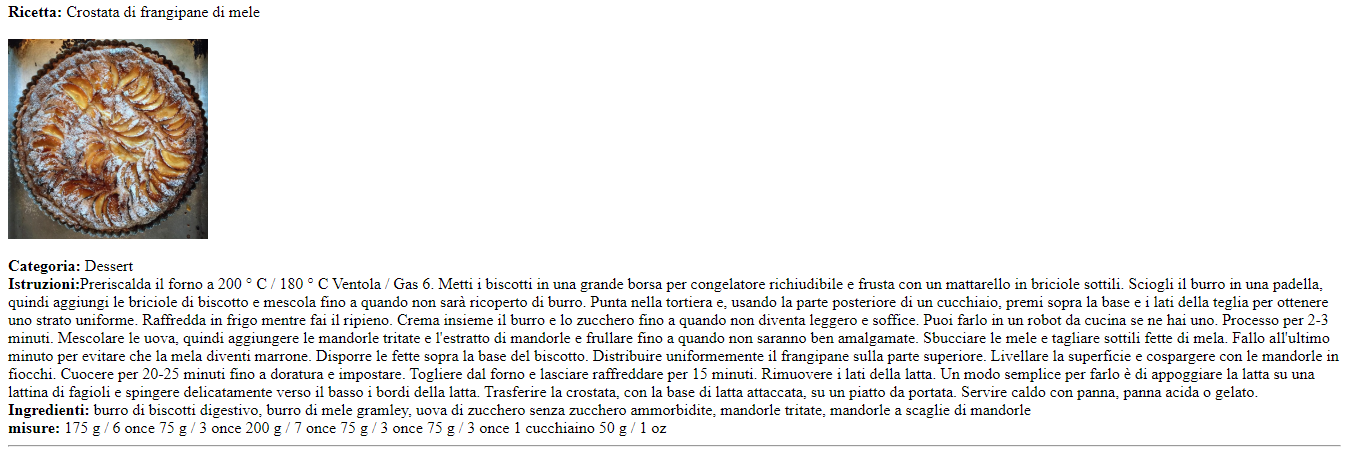 Ricetta: Crostata di frangipane di mele
Categoria: Dessert
Istruzioni:Preriscalda il forno a 200 ° C / 180 ° C Ventola / Gas 6. Metti i biscotti in una grande borsa per congelatore richiudibile e frusta con un mattarello in briciole sottili. Sciogli il burro in una padella,
quindi aggiungi le briciole di biscotto e mescola fino a quando non sarà ricoperto di burro. Punta nella tortiera e, usando la parte posteriore di un cucchiaio, premi sopra la base e i lati della teglia per ottenere
uno strato uniforme. Raffredda in frigo mentre fai il ripieno. Crema insieme il burro e lo zucchero fino a quando non diventa leggero e soffice. Puoi farlo in un robot da cucina se ne hai uno. Processo per 2-3
minuti. Mescolare le uova, quindi aggiungere le mandorle tritate e l'estratto di mandorle e frullare fino a quando non saranno ben amalgamate. Sbucciare le mele e tagliare sottili fette di mela. Fallo all'ultimo
minuto per evitare che la mela diventi marrone. Disporre le fette sopra la base del biscotto. Distribuire uniformemente il frangipane sulla parte superiore. Livellare la superficie e cospargere con le mandorle in
fiocchi. Cuocere per 20-25 minuti fino a doratura e impostare. Togliere dal forno e lasciare raffreddare per 15 minuti. Rimuovere i lati della latta. Un modo semplice per farlo è di appoggiare la latta su una
lattina di fagioli e spingere delicatamente verso il basso i bordi della latta. Trasferire la crostata, con la base di latta attaccata, su un piatto da portata. Servire caldo con panna, panna acida o gelato.
Ingredienti: burro di biscotti digestivo, burro di mele gramley, uova di zucchero senza zucchero ammorbidite, mandorle tritate, mandorle a scaglie di mandorle
misure: 175 g / 6 once 75 g / 3 once 200 g / 7 once 75 g / 3 once 75 g / 3 once 1 cucchiaino 50 g / 1 oz